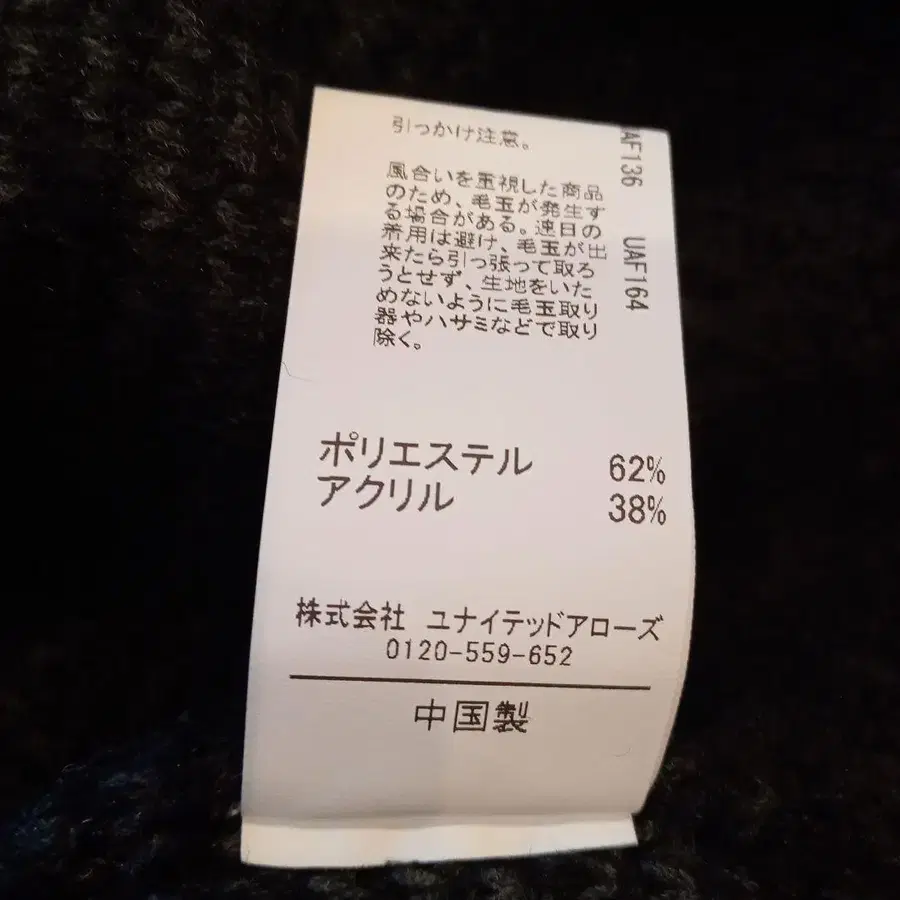 引っかけ注意。
風合いを重視した商品
のため、毛玉が発生す
る場合がある。連日の
着用は避け、毛玉が出
来たら引っ張って取ろ
うとせず、生地をいた
めないように毛玉取り
器やハサミなどで取り
除く。
ポリエステル 62%
アクリル 38%
株式会社 ユナイテッドアローズ
0120-559-652
中国製
AF136 UAF164